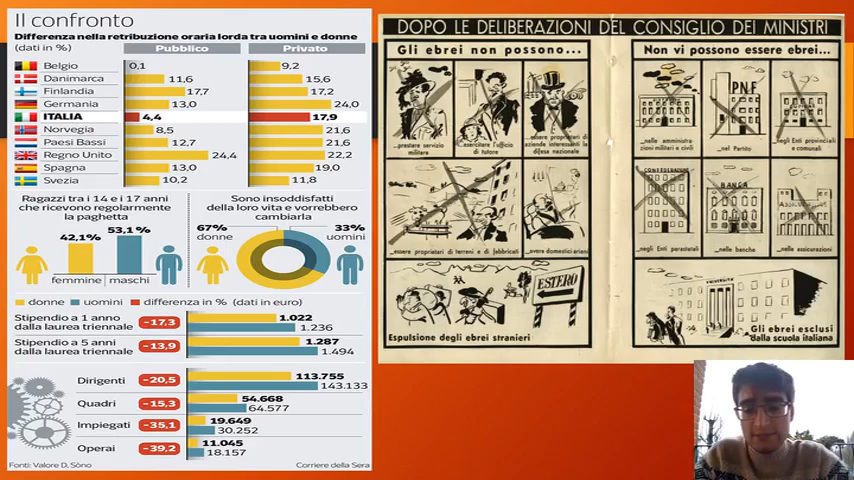 Il confronto
Differenza nella retribuzione oraria lorda tra uomini e donne
(dati in %) Pubblico Privato
Belgio 0,1 9,2
Danimarca 11,6 15,6
Finlandia 17,7 17,2
Germania 13,0 24,0
ITALIA 4,4 17,9
Norvegia 8,5 21,6
Paesi Bassi 12,7 21,6
Regno Unito 24,4 22,2
Spagna 13,0 19,0
Svezia 10,2 11,8
Ragazzi tra i 14 e i 17 anni
che ricevono regolarmente
la paghetta
42,1% 53,1%
femmine maschi
Sono insoddisfatti
della loro vita e vorrebbero
cambiarla
67% donne
33% uomini
donne uomini differenza in % (dati in euro)
Stipendio a 1 anno
dalla laurea triennale -17,3 1.022
1.236
Stipendio a 5 anni
dalla laurea triennale -13,9 1.287
1.494
Dirigenti -20,5 113.755
143.133
Quadri -15,3 54.668
64.577
Impiegati -35,1 19.649
30.252
Operai -39,2 11.045
18.157
Fonti: Valore D, Sòno Corriere della Sera
DOPO LE DELIBERAZIONI DEL CONSIGLIO DEI MINISTRI
Gli ebrei non possono...
...prestare servizio
militare
...esercitare l'ufficio
di tutore
...essere proprietari di
aziende interessanti la
difesa nazionale
...essere proprietari di terreni e di fabbricati
...avere domestici ariani
ESTERO
Espulsione degli ebrei stranieri
Non vi possono essere ebrei...
...nelle amministra-
zioni militari e civili
P.N.F.
...nel Partito
...negli Enti provinciali
e comunali
...negli Enti parastatali
BANCA
...nelle banche
...nelle assicurazioni
UNIVERSITÀ
Gli ebrei esclusi
dalla scuola italiana